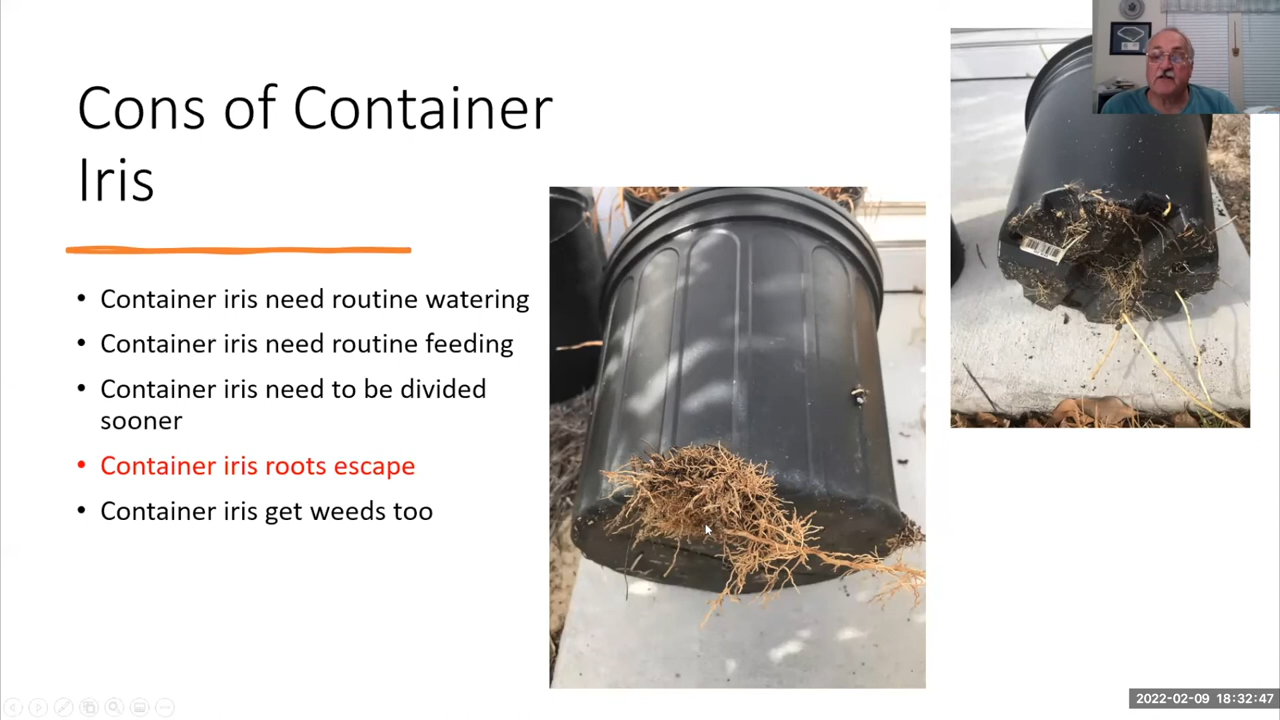 Cons of Container
Iris
• Container iris need routine watering
• Container iris need routine feeding
• Container iris need to be divided
sooner
• Container iris roots escape
• Container iris get weeds too
2022-02-09 18:32:47